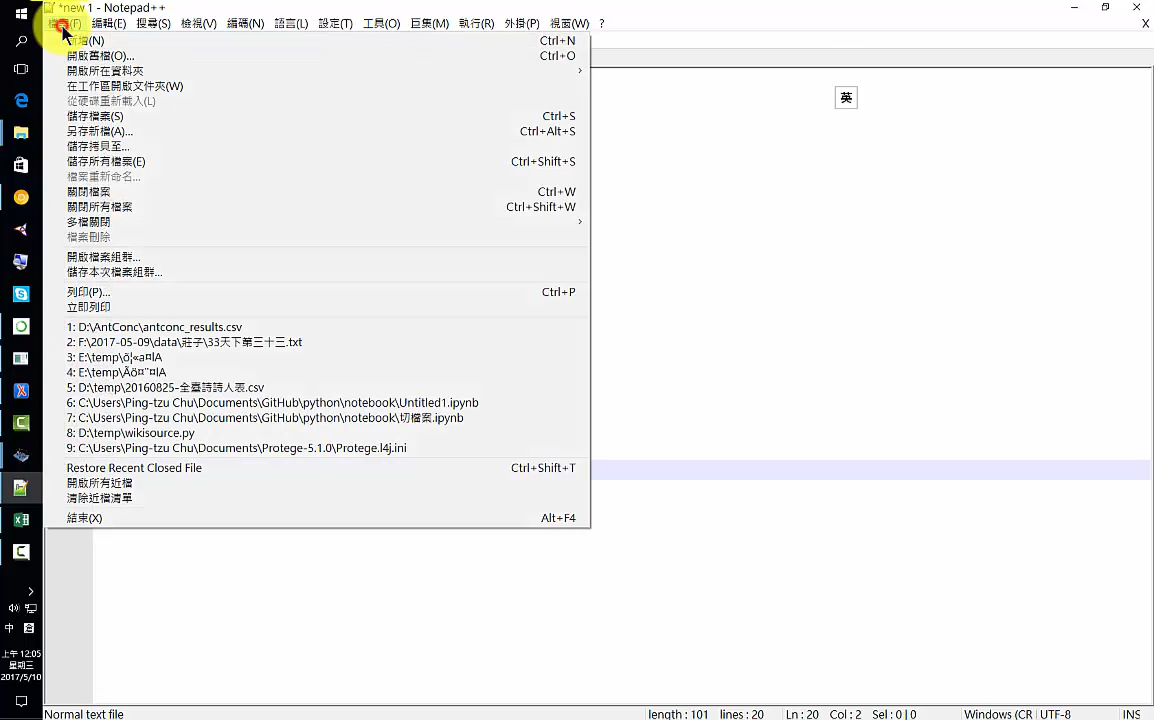 *new 1 - Notepad++
編輯(E) 搜尋(S) 檢視(V) 編碼(N) 語言(L) 設定(T) 工具(O) 巨集(M) 執行(R) 外掛(P) 視窗(W) ? X
新增(N) Ctrl+N
開啟舊檔(O)... Ctrl+O
開啟所在資料夾 ›
在工作區開啟文件夾(W)
從硬碟重新載入(L)
儲存檔案(S) Ctrl+S
另存新檔(A)... Ctrl+Alt+S
儲存拷貝至...
儲存所有檔案(E) Ctrl+Shift+S
檔案重新命名...
關閉檔案 Ctrl+W
關閉所有檔案 Ctrl+Shift+W
多檔關閉 ›
檔案刪除
開啟檔案組群...
儲存本次檔案組群...
列印(P)... Ctrl+P
立即列印
1: D:\AntConc\antconc_results.csv
2: F:\2017-05-09\data\莊子\33天下第三十三.txt
3: E:\temp\õ¦«a¤lA
4: E:\temp\Ãö¤¨¤lA
5: D:\temp\20160825-全臺詩詩人表.csv
6: C:\Users\Ping-tzu Chu\Documents\GitHub\python\notebook\Untitled1.ipynb
7: C:\Users\Ping-tzu Chu\Documents\GitHub\python\notebook\切檔案.ipynb
8: D:\temp\wikisource.py
9: C:\Users\Ping-tzu Chu\Documents\Protege-5.1.0\Protege.l4j.ini
Restore Recent Closed File Ctrl+Shift+T
開啟所有近檔
清除近檔清單
結束(X) Alt+F4
英
中
上午 12:05
星期三
2017/5/10
Normal text file length : 101 lines : 20 Ln : 20 Col : 2 Sel : 0 | 0 Windows (CR UTF-8 INS